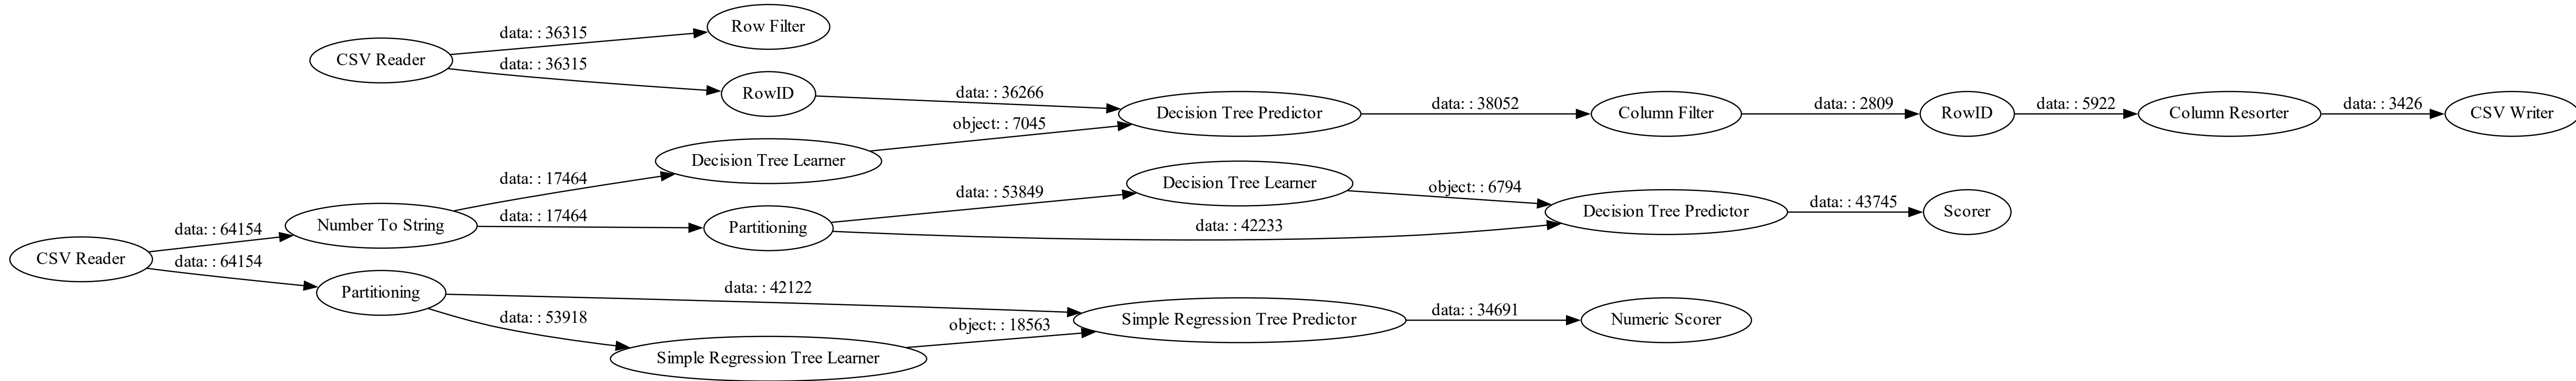 Row Filter
data: : 36315
CSV Reader
data: : 36315
RowID
data: : 36266
Decision Tree Predictor
data: : 38052
Column Filter
data: : 2809
RowID
data: : 5922
Column Resorter
data: : 3426
CSV Writer
object: : 7045
Decision Tree Learner
data: : 17464
Number To String
data: : 17464
Partitioning
data: : 53849
Decision Tree Learner
object: : 6794
data: : 42233
Decision Tree Predictor
data: : 43745
Scorer
data: : 64154
CSV Reader
data: : 64154
Partitioning
data: : 42122
data: : 53918
Simple Regression Tree Learner
object: : 18563
Simple Regression Tree Predictor
data: : 34691
Numeric Scorer